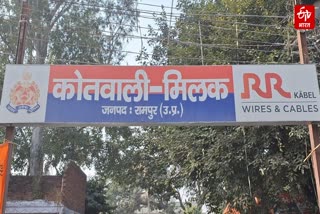 ईटीवी भारत
कोतवाली-मिलक
जनपद : रामपुर (उ.प्र.)
RR
KABEL
WIRES & CABLES